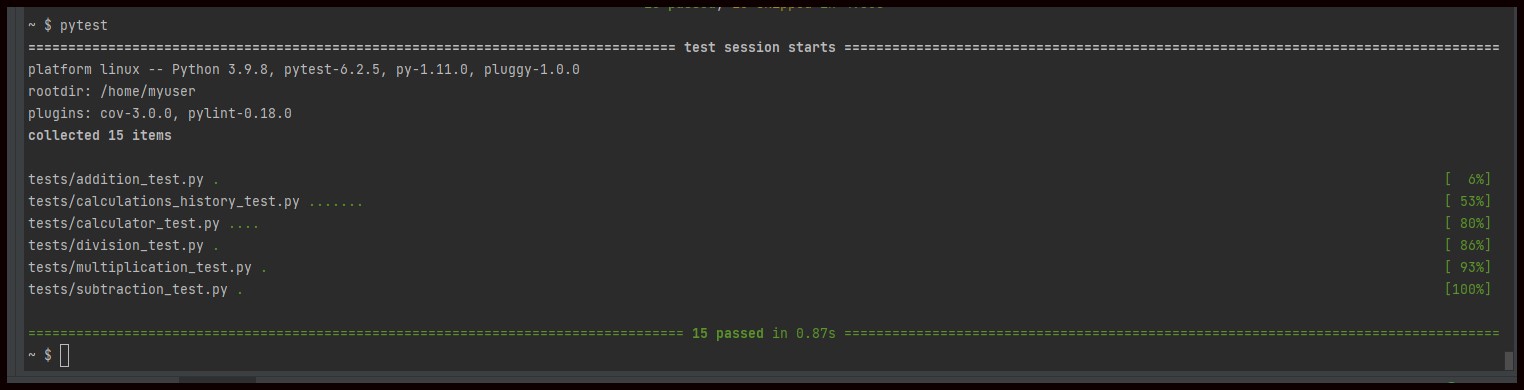 ~ $ pytest
=================================================================================== test session starts ====================================================================================
platform linux -- Python 3.9.8, pytest-6.2.5, py-1.11.0, pluggy-1.0.0
rootdir: /home/myuser
plugins: cov-3.0.0, pylint-0.18.0
collected 15 items
tests/addition_test.py . [  6%]
tests/calculations_history_test.py ....... [ 53%]
tests/calculator_test.py .... [ 80%]
tests/division_test.py . [ 86%]
tests/multiplication_test.py . [ 93%]
tests/subtraction_test.py . [100%]
==================================================================================== 15 passed in 0.87s ====================================================================================
~ $